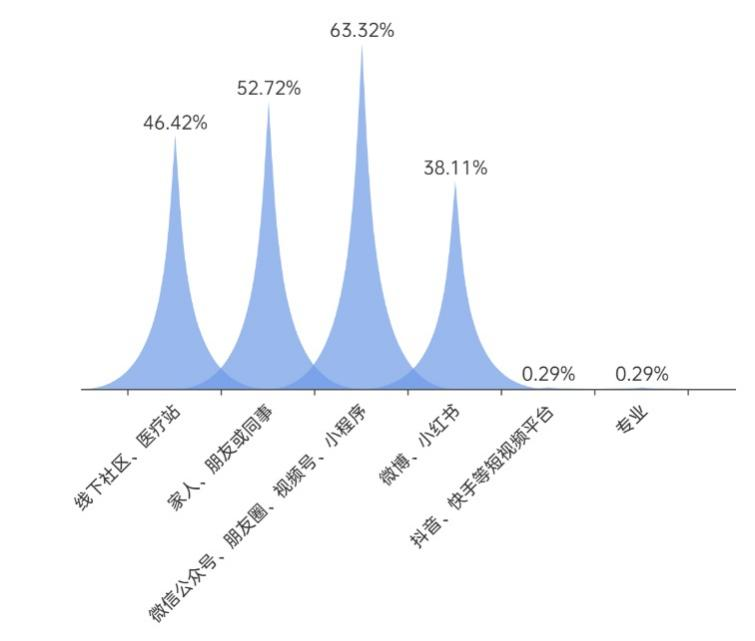 63.32%
52.72%
46.42%
38.11%
0.29%
0.29%
线下社区、医疗站
家人、朋友或同事
微信公众号、朋友圈、视频号、小程序
微博、小红书
抖音、快手等短视频平台
专业